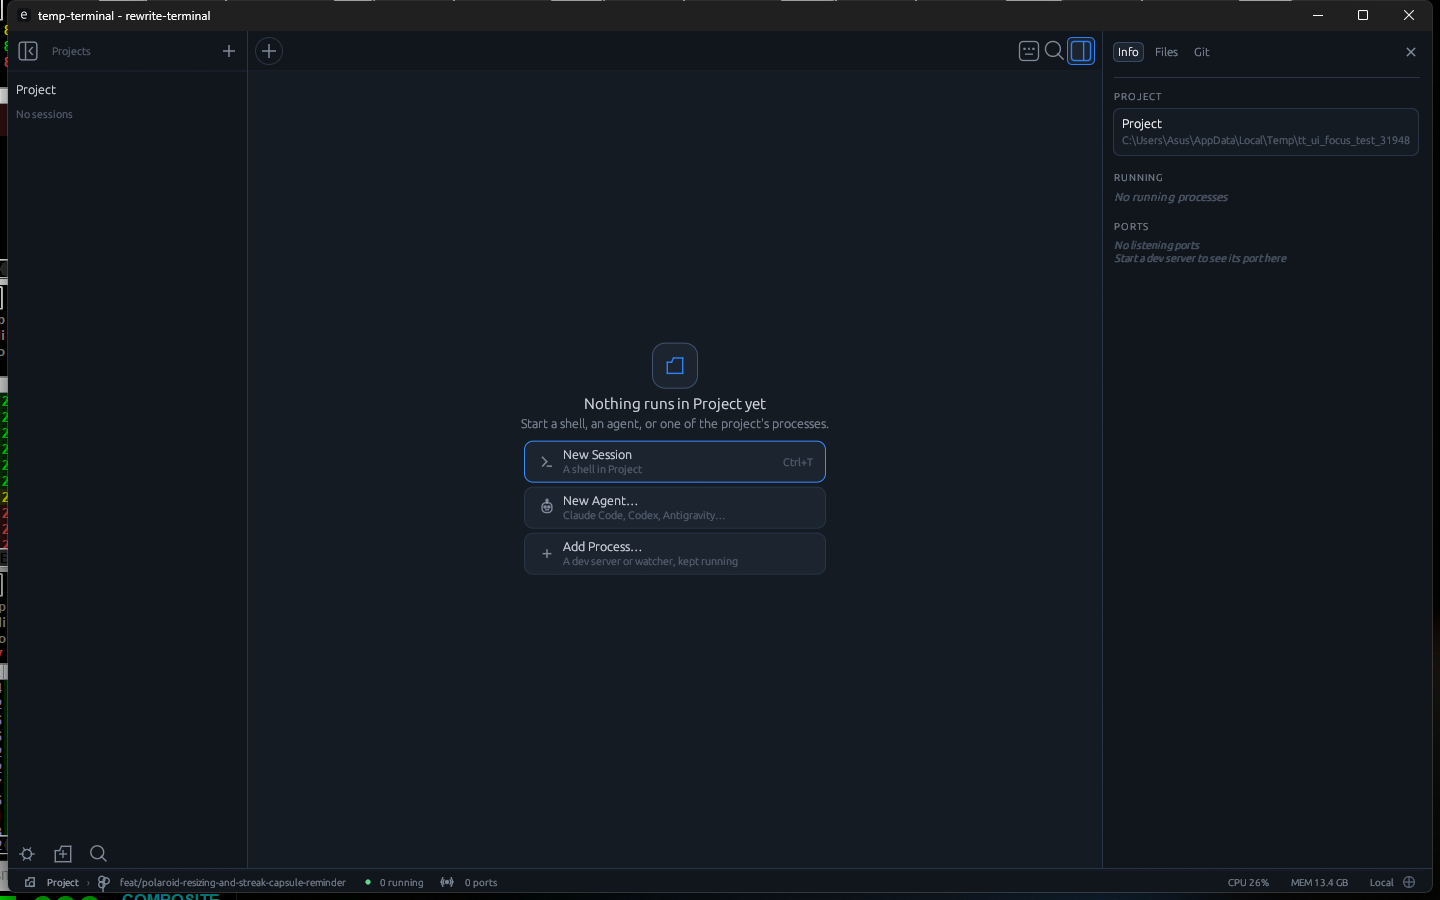 e temp-terminal - rewrite-terminal
Projects
Project
No sessions
Nothing runs in Project yet
Start a shell, an agent, or one of the project's processes.
New Session
A shell in Project
Ctrl+T
New Agent...
Claude Code, Codex, Antigravity...
Add Process...
A dev server or watcher, kept running
Info Files Git
PROJECT
Project
C:\Users\Asus\AppData\Local\Temp\tt_ui_focus_test_31948
RUNNING
No running processes
PORTS
No listening ports
Start a dev server to see its port here
Project › feat/polaroid-resizing-and-streak-capsule-reminder 0 running 0 ports CPU 26% MEM 13.4 GB Local
COMPOSITE